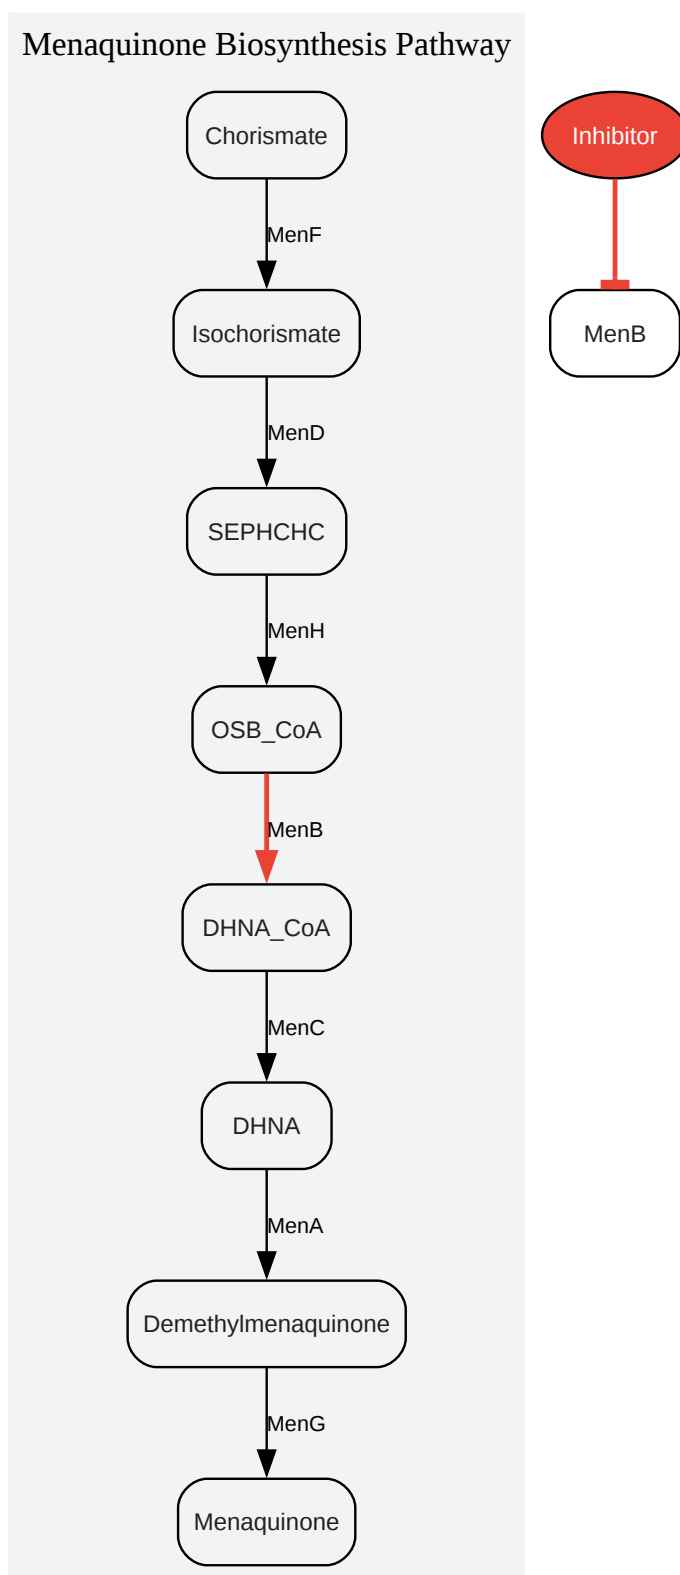 Menaquinone Biosynthesis Pathway
Chorismate
Inhibitor
MenF
Isochorismate
MenB
MenD
SEPHCHC
MenH
OSB_CoA
MenB
DHNA_CoA
MenC
DHNA
MenA
Demethylmenaquinone
MenG
Menaquinone